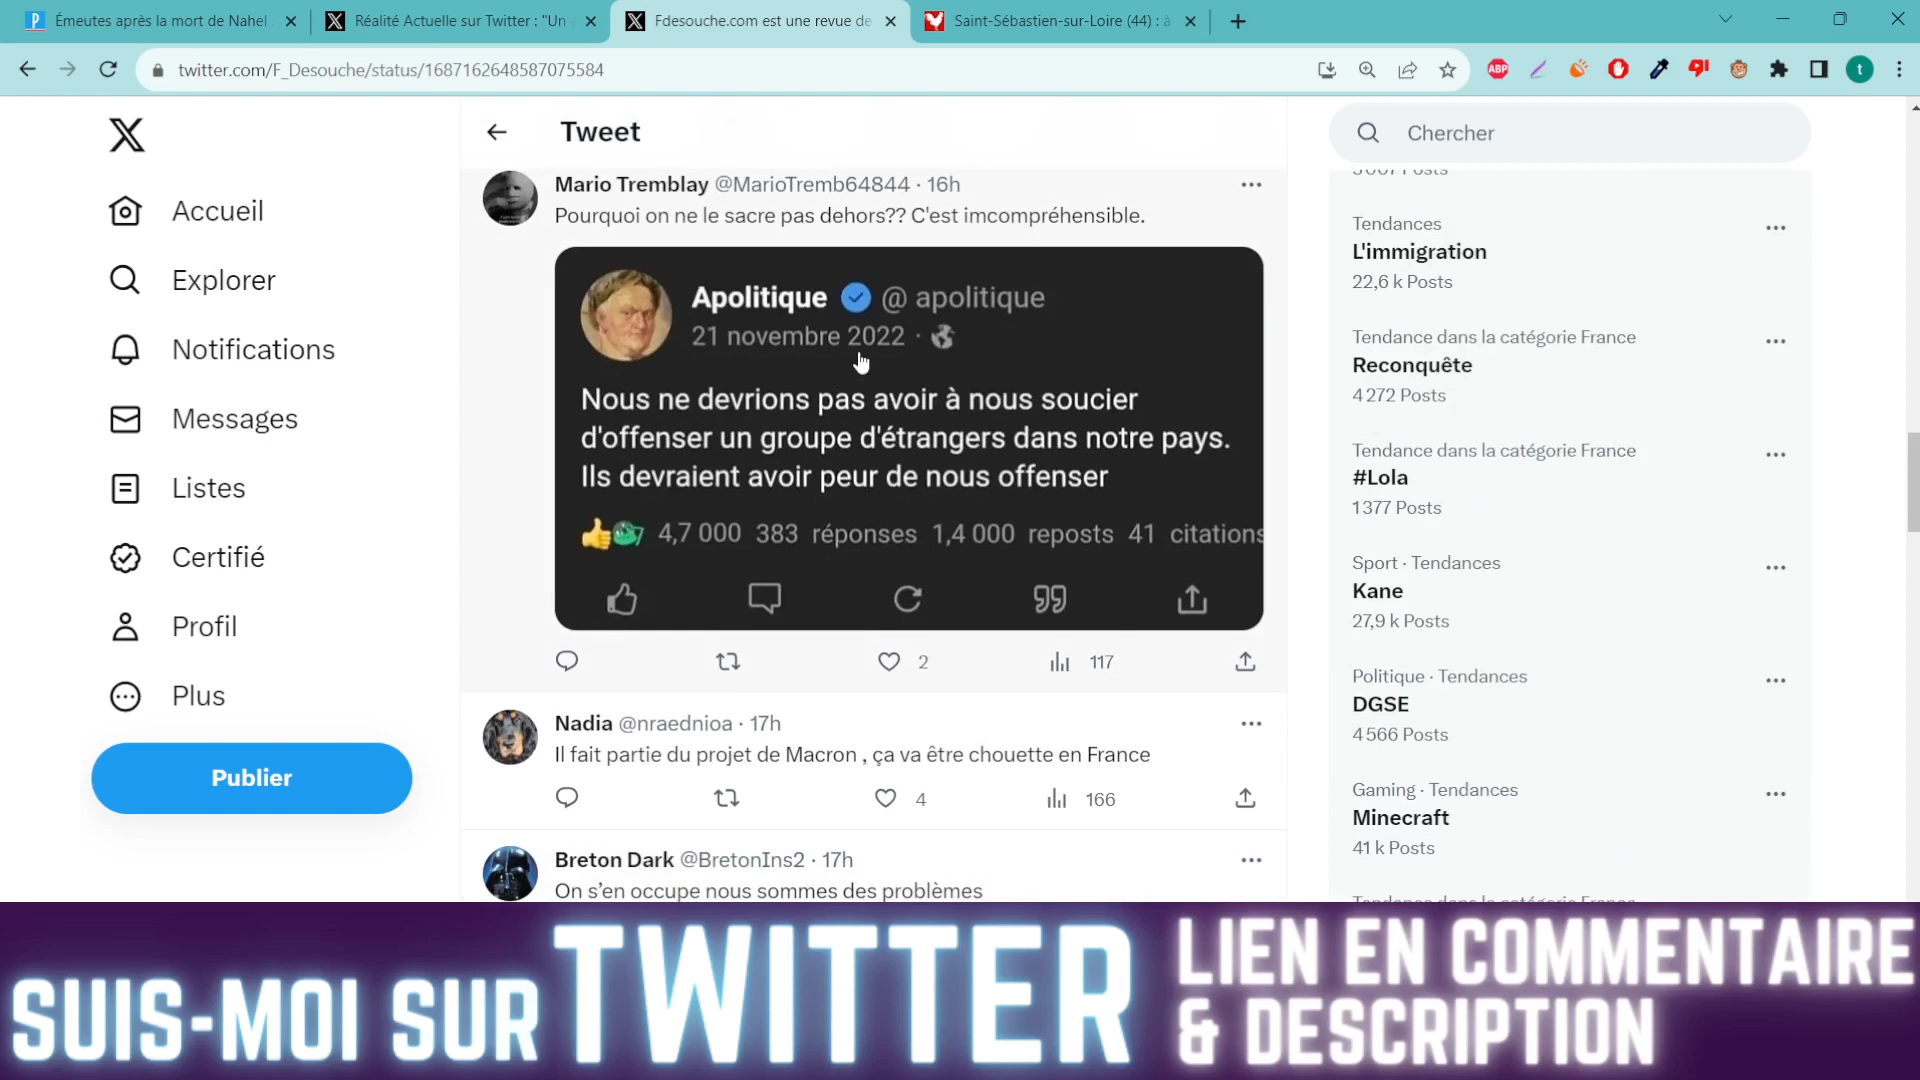 Émeutes après la mort de Nahel
Réalité Actuelle sur Twitter : "Un
Fdesouche.com est une revue de
Saint-Sébastien-sur-Loire (44) : à
twitter.com/F_Desouche/status/1687162648587075584
ABP
t
Accueil
Explorer
Notifications
Messages
Listes
Certifié
Profil
Plus
Publier
Tweet
Mario Tremblay @MarioTremb64844 · 16h
Pourquoi on ne le sacre pas dehors?? C'est imcompréhensible.
Apolitique @ apolitique
21 novembre 2022 ·
Nous ne devrions pas avoir à nous soucier
d'offenser un groupe d'étrangers dans notre pays.
Ils devraient avoir peur de nous offenser
4,7 000 383 réponses 1,4 000 reposts 41 citations
2 117
Nadia @nraednioa · 17h
Il fait partie du projet de Macron , ça va être chouette en France
4 166
Breton Dark @BretonIns2 · 17h
On s'en occupe nous sommes des problèmes
Chercher
Tendances
L'immigration
22,6 k Posts
Tendance dans la catégorie France
Reconquête
4 272 Posts
Tendance dans la catégorie France
#Lola
1 377 Posts
Sport · Tendances
Kane
27,9 k Posts
Politique · Tendances
DGSE
4 566 Posts
Gaming · Tendances
Minecraft
41 k Posts
SUIS-MOI SUR TWITTER
LIEN EN COMMENTAIRE
& DESCRIPTION